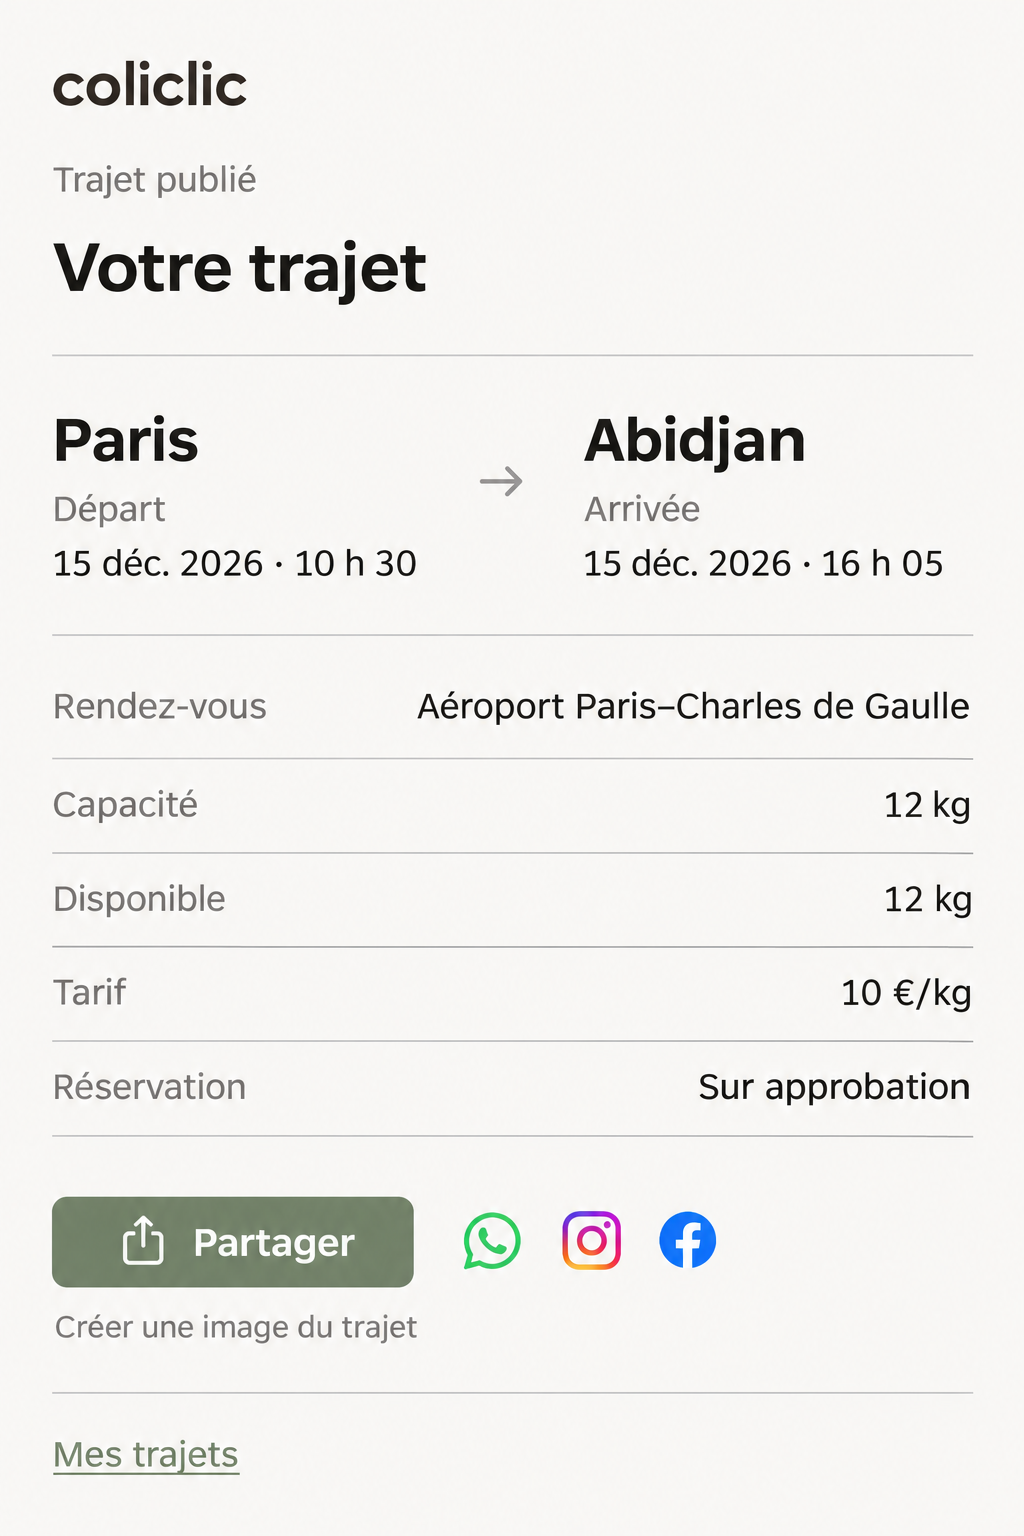 coliclic
Trajet publié
Votre trajet
Paris
Départ
15 déc. 2026 · 10 h 30
→
Abidjan
Arrivée
15 déc. 2026 · 16 h 05
Rendez-vous Aéroport Paris–Charles de Gaulle
Capacité 12 kg
Disponible 12 kg
Tarif 10 €/kg
Réservation Sur approbation
Partager
Créer une image du trajet
Mes trajets